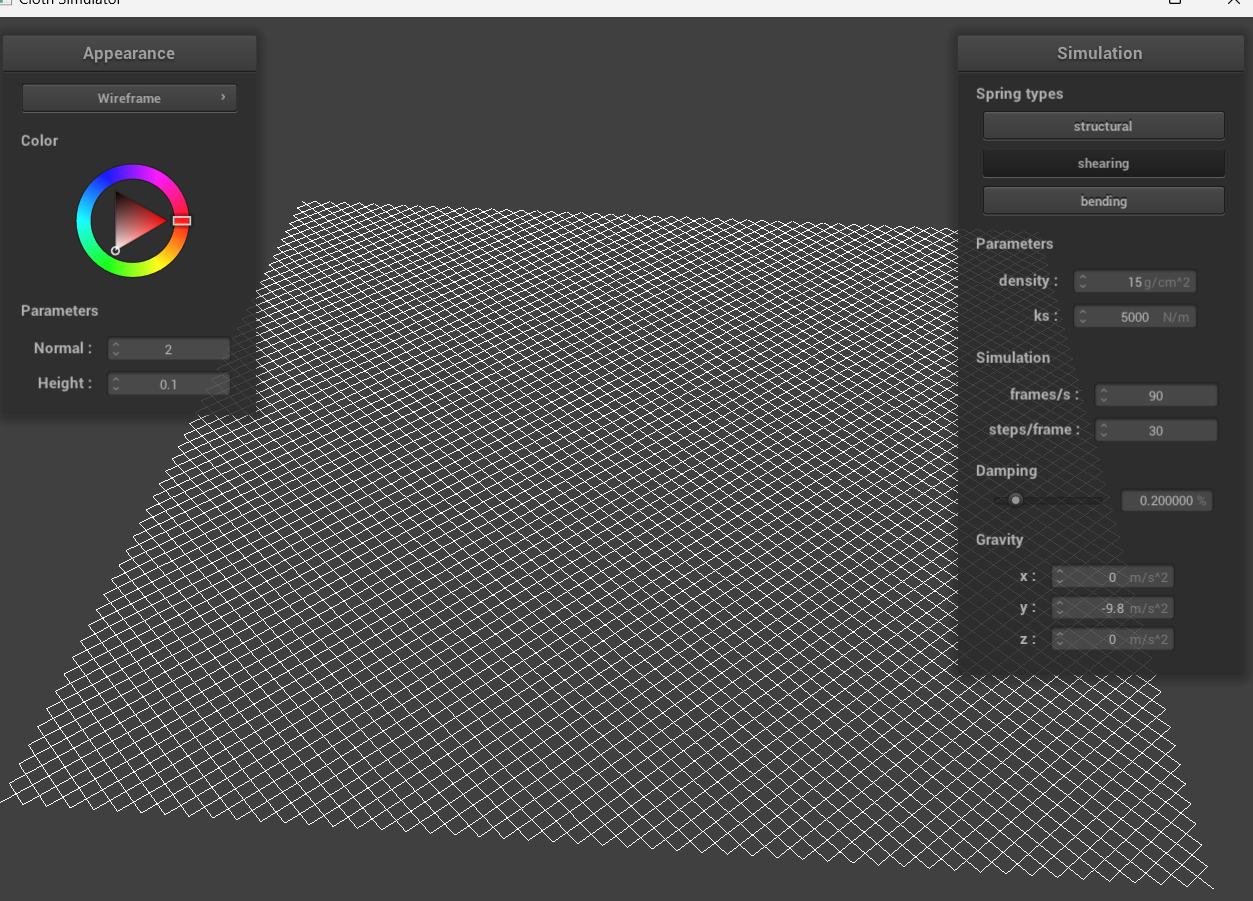 Cloth Simulator
Appearance
Wireframe
Color
Parameters
Normal : 2
Height : 0.1
Simulation
Spring types
structural
shearing
bending
Parameters
density : 15 g/cm^2
ks : 5000 N/m
Simulation
frames/s : 90
steps/frame : 30
Damping
0.200000 %
Gravity
x : 0 m/s^2
y : -9.8 m/s^2
z : 0 m/s^2